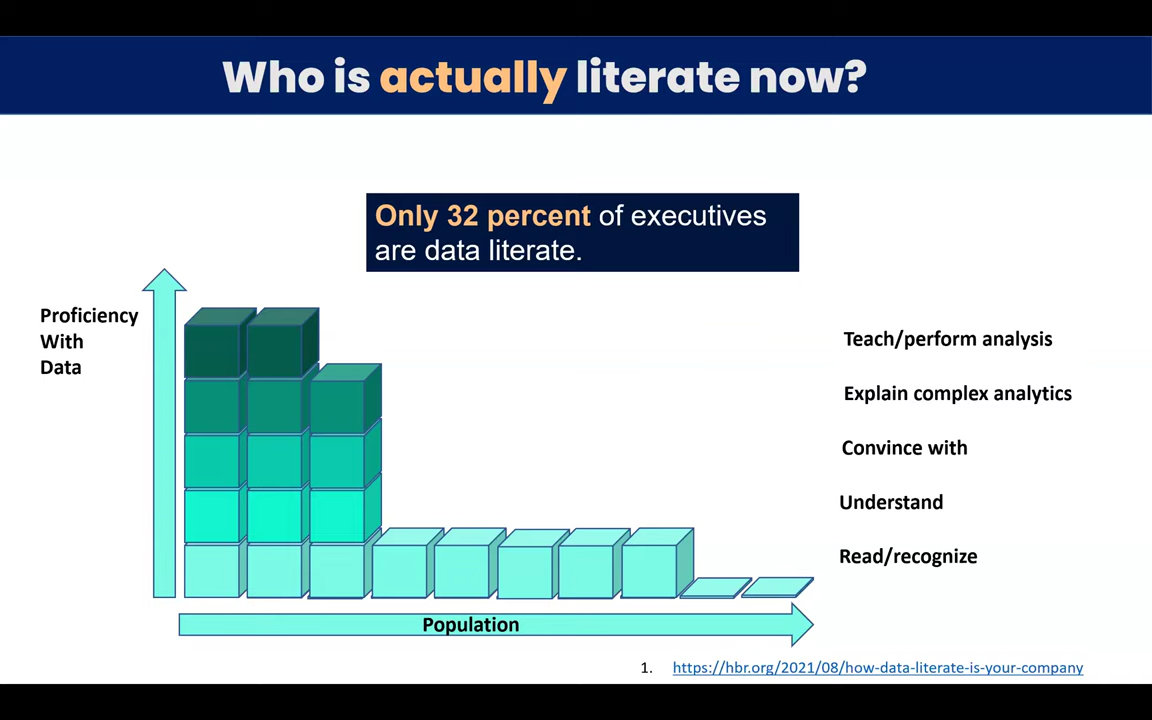 Who is actually literate now?
Only 32 percent of executives
are data literate.
Proficiency
With
Data
Teach/perform analysis
Explain complex analytics
Convince with
Understand
Read/recognize
Population
1. https://hbr.org/2021/08/how-data-literate-is-your-company